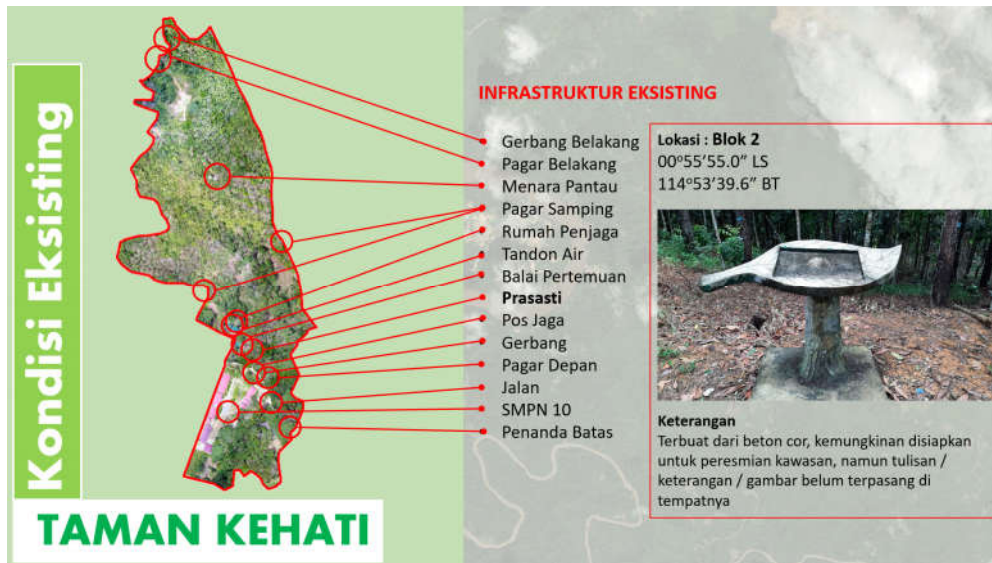 Kondisi Eksisting
TAMAN KEHATI
INFRASTRUKTUR EKSISTING
Gerbang Belakang
Pagar Belakang
Menara Pantau
Pagar Samping
Rumah Penjaga
Tandon Air
Balai Pertemuan
Prasasti
Pos Jaga
Gerbang
Pagar Depan
Jalan
SMPN 10
Penanda Batas
Lokasi : Blok 2
00°55'55.0” LS
114°53'39.6” BT
Keterangan
Terbuat dari beton cor, kemungkinan disiapkan
untuk peresmian kawasan, namun tulisan /
keterangan / gambar belum terpasang di
tempatnya